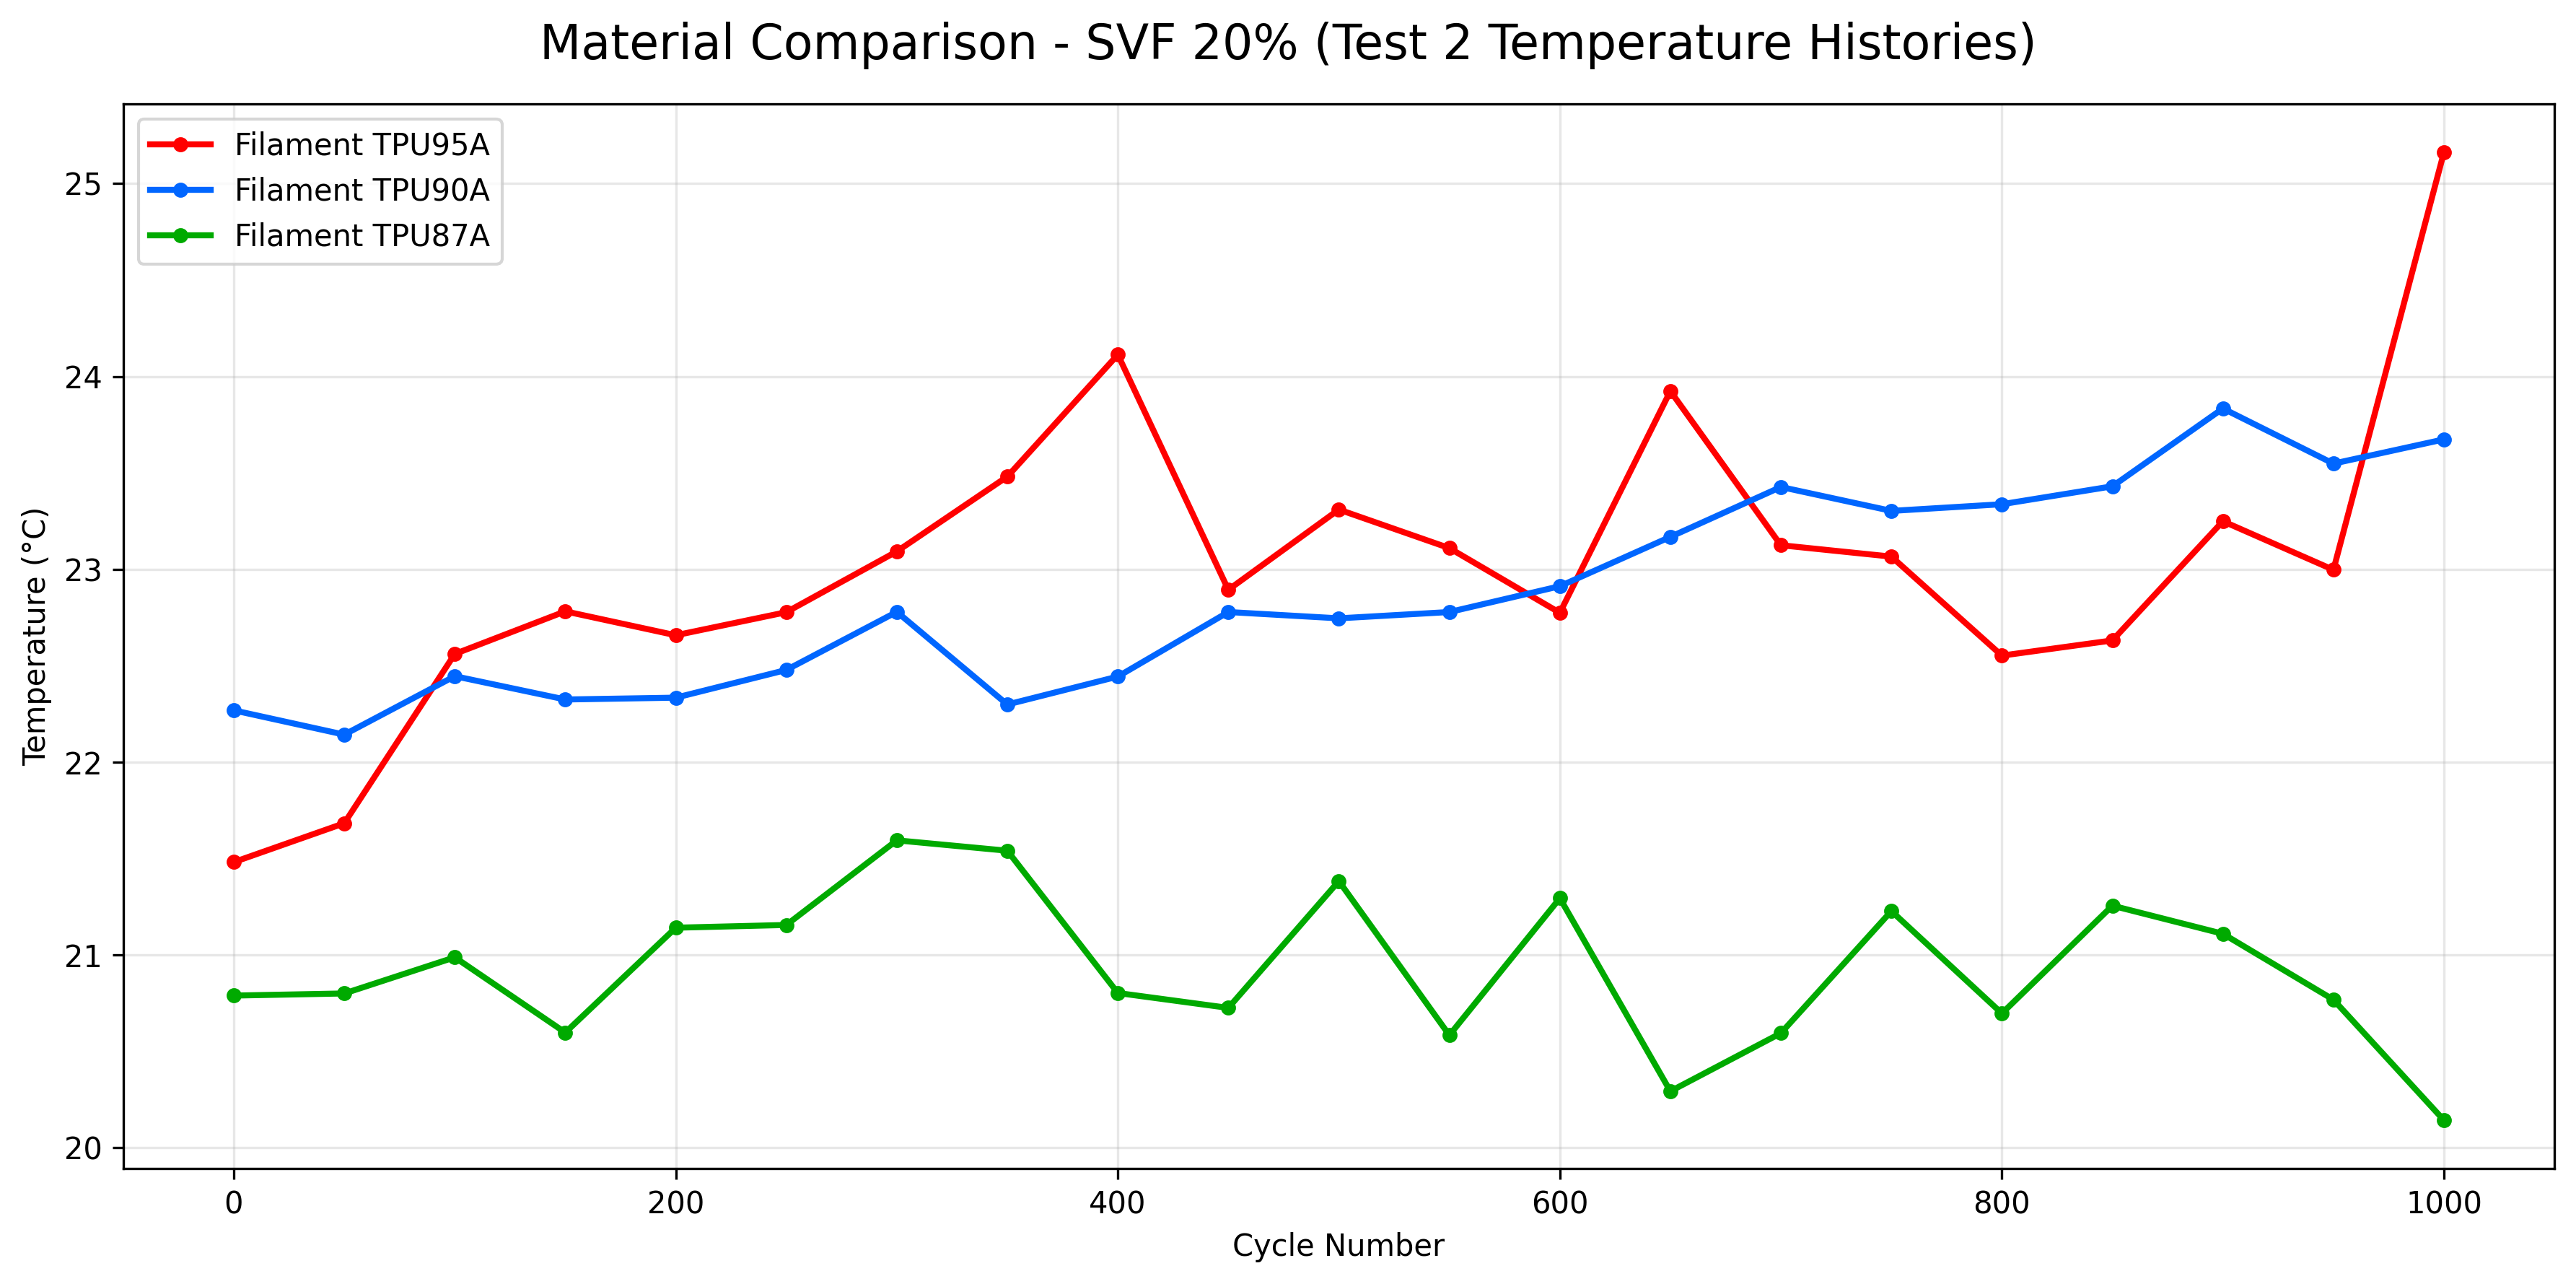 Material Comparison - SVF 20% (Test 2 Temperature Histories)
Filament TPU95A
Filament TPU90A
Filament TPU87A
Temperature (°C)
25
24
23
22
21
20
0
200
400
600
800
1000
Cycle Number